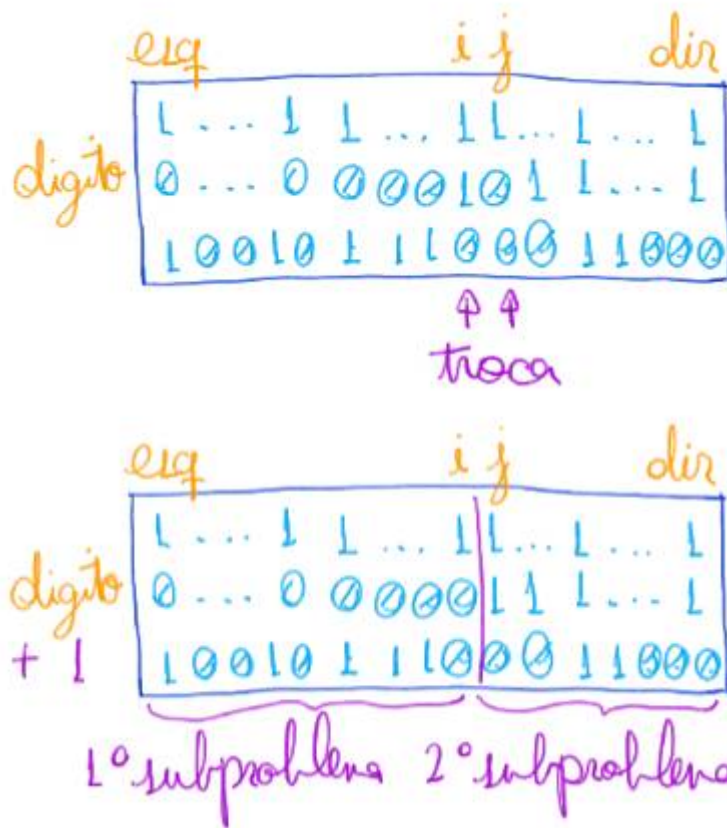 esq i j dir
1 .... 1 1 ... 1 1 ... 1 .... 1
digito 0 .... 0 0 0 0 1 0 1 1 .... 1
1 0 0 1 0 1 1 1 0 0 0 1 1 0 0 0
troca
esq i j dir
1 .... 1 1 ... 1 1 ... 1 .... 1
digito 0 .... 0 0 0 0 0 1 1 1 .... 1
+ 1 1 0 0 1 0 1 1 1 0 0 0 1 1 0 0 0
1º subproblema 2º subproblema